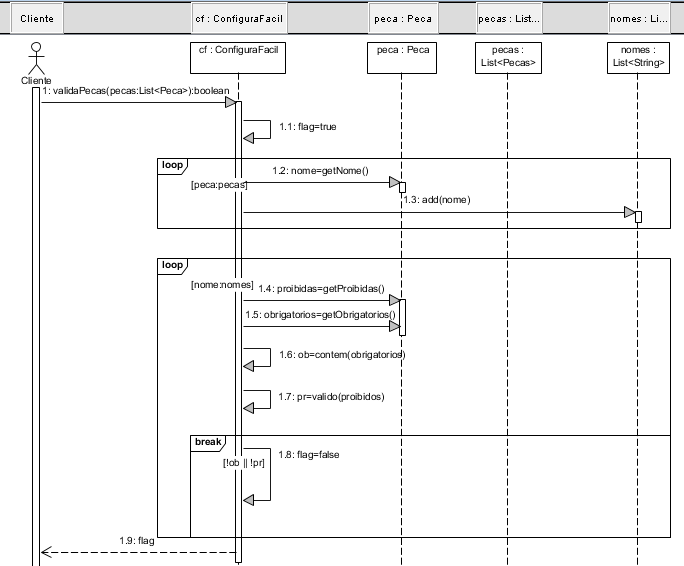 Cliente
cf : ConfiguraFacil
peca : Peca
pecas : List...
nomes : Li...
cf : ConfiguraFacil
peca : Peca
pecas :
List<Pecas>
nomes :
List<String>
Cliente
1: validaPecas(pecas:List<Peca>):boolean
1.1: flag=true
loop
1.2: nome=getNome()
[peca:pecas]
1.3: add(nome)
loop
[nome:nomes]
1.4: proibidas=getProibidas()
1.5: obrigatorios=getObrigatorios()
1.6: ob=contem(obrigatorios)
1.7: pr=valido(proibidos)
break
1.8: flag=false
[!ob || !pr]
1.9: flag